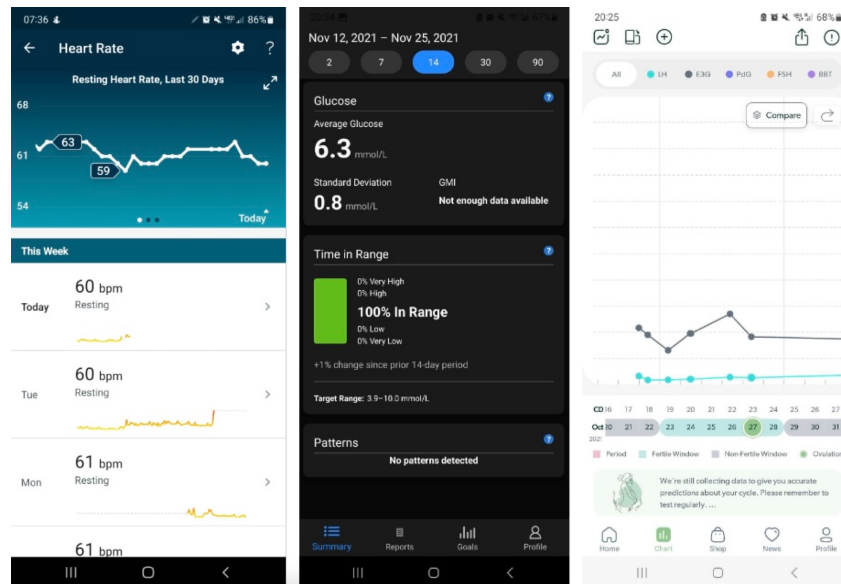 07:36
86%
Heart Rate
?
Resting Heart Rate, Last 30 Days
68
63
61
59
54
Today
This Week
60 bpm
Today
Resting
60 bpm
Tue
Resting
61 bpm
Mon
Resting
61 bpm
20:34
67%
Nov 12, 2021 – Nov 25, 2021
2 7 14 30 90
Glucose
?
Average Glucose
6.3 mmol/L
Standard Deviation GMI
0.8 mmol/L Not enough data available
Time in Range
?
0% Very High
0% High
100% In Range
0% Low
0% Very Low
+1% change since prior 14-day period
Target Range: 3.9–10.0 mmol/L
Patterns
?
No patterns detected
Summary Reports Goals Profile
20:25
68%
All LH E3G PdG FSH BBT
Compare
CD 16 17 18 19 20 21 22 23 24 25 26 27
Oct 20 21 22 23 24 25 26 27 28 29 30 31
2021
Period Fertile Window Non-Fertile Window Ovulation
We're still collecting data to give you accurate
predictions about your cycle. Please remember to
test regularly. ...
Home Chart Shop News Profile